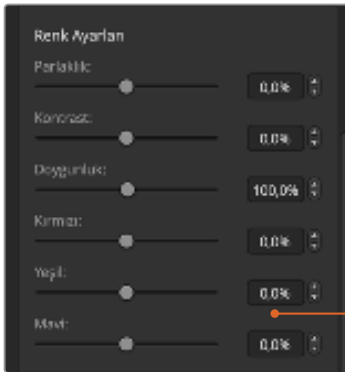 Renk Ayarları
Parlaklık:
0,0%
Kontrast:
0,0%
Doygunluk:
100,0%
Kırmızı:
0,0%
Yeşil:
0,0%
Mavi:
0,0%